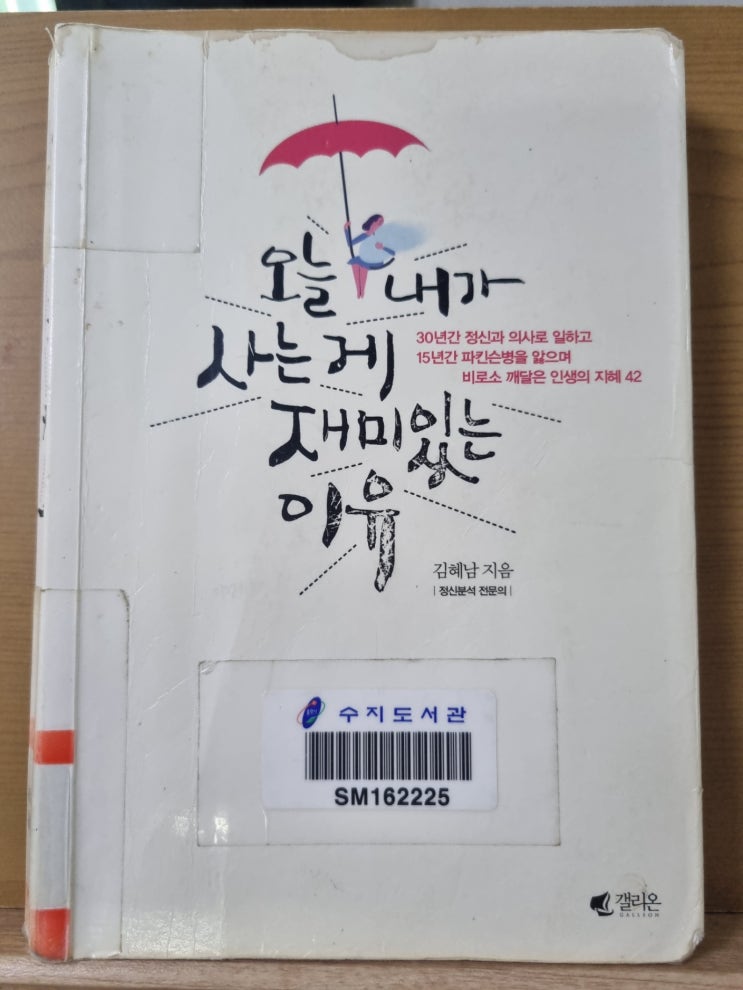 오늘 내가
사는 게
재미있는
이유
30년간 정신과 의사로 일하고
15년간 파킨슨병을 앓으며
비로소 깨달은 인생의 지혜 42
김혜남 지음
| 정신분석 전문의 |
수지도서관
SM162225
갤리온
GALLEON